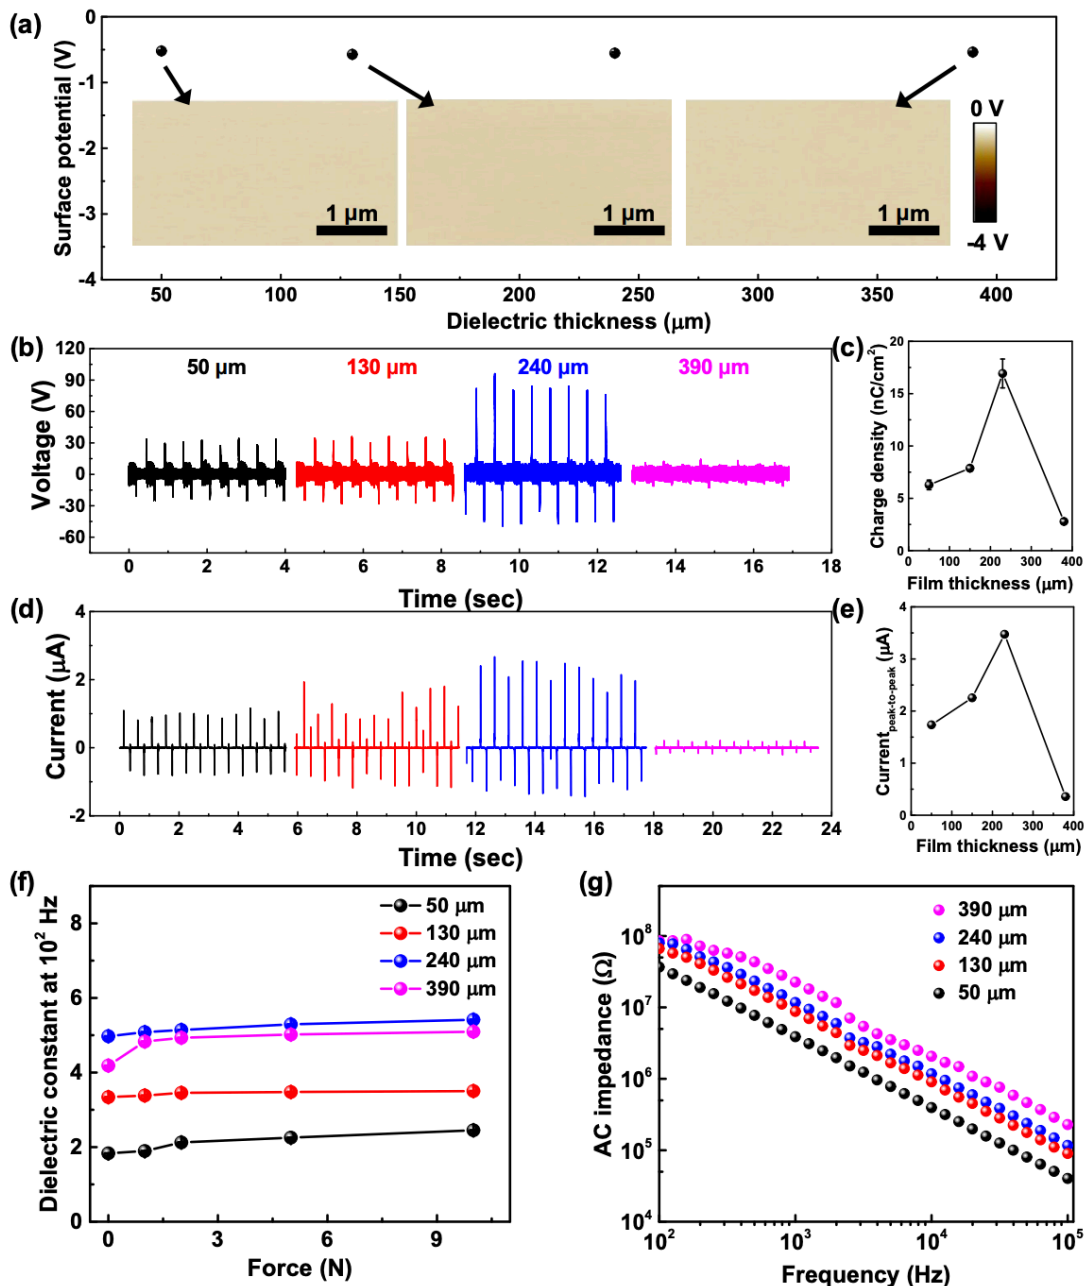 (a)
Surface potential (V)
0
-1
-2
-3
-4
1 μm
1 μm
1 μm
0 V
-4 V
50 100 150 200 250 300 350 400
Dielectric thickness (μm)
(b)
Voltage (V)
120
90
60
30
0
-30
-60
50 μm 130 μm 240 μm 390 μm
0 2 4 6 8 10 12 14 16 18
Time (sec)
(c)
Charge density (nC/cm²)
20
15
10
5
0
0 100 200 300 400
Film thickness (μm)
(d)
Current (μA)
4
2
0
-2
0 2 4 6 8 10 12 14 16 18 20 22 24
Time (sec)
(e)
Current peak-to-peak (μA)
4
3
2
1
0
0 100 200 300 400
Film thickness (μm)
(f)
Dielectric constant at 10² Hz
8
6
4
2
0
50 μm
130 μm
240 μm
390 μm
0 3 6 9
Force (N)
(g)
AC impedance (Ω)
10⁸
10⁷
10⁶
10⁵
10⁴
390 μm
240 μm
130 μm
50 μm
10² 10³ 10⁴ 10⁵
Frequency (Hz)